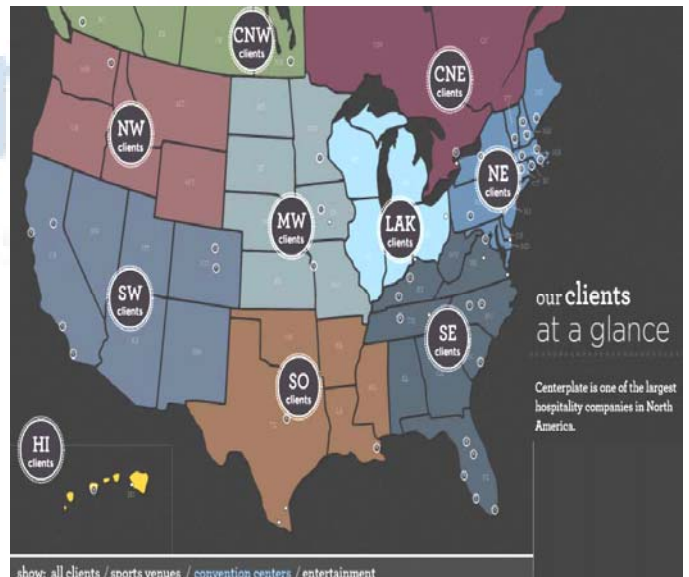 CNW
clients
CNE
clients
NW
clients
NE
clients
MW
clients
LAK
clients
SW
clients
SE
clients
SO
clients
HI
clients
our clients
at a glance
Centerplate is one of the largest
hospitality companies in North
America.
show: all clients / sports venues / convention centers / entertainment